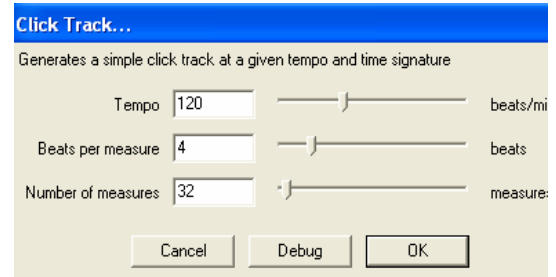 Click Track...
Generates a simple click track at a given tempo and time signature
Tempo 120 beats/mi
Beats per measure 4 beats
Number of measures 32 measures
Cancel Debug OK